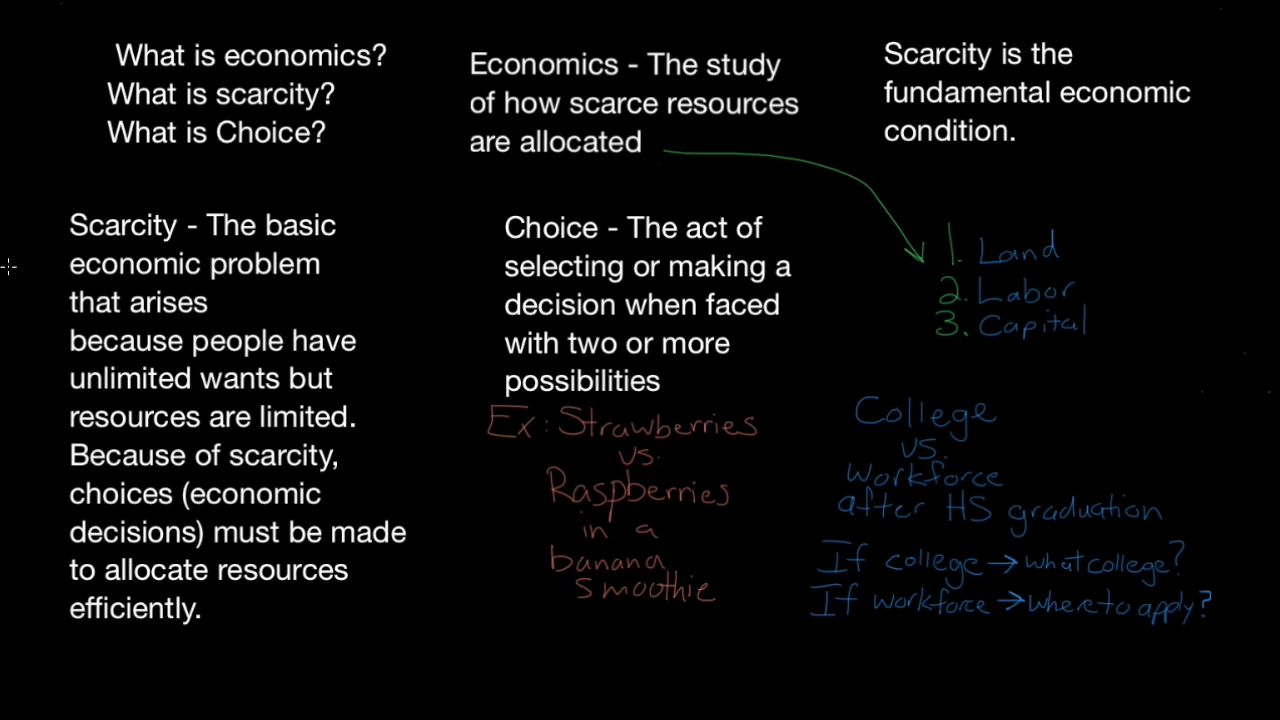 What is economics?
What is scarcity?
What is Choice?
Economics - The study
of how scarce resources
are allocated
Scarcity is the
fundamental economic
condition.
1. Land
2. Labor
3. Capital
Scarcity - The basic
economic problem
that arises
because people have
unlimited wants but
resources are limited.
Because of scarcity,
choices (economic
decisions) must be made
to allocate resources
efficiently.
Choice - The act of
selecting or making a
decision when faced
with two or more
possibilities
Ex: Strawberries
vs.
Raspberries
in a
banana
smoothie
College
vs.
Workforce
after HS graduation
If college → what college?
If workforce → where to apply?